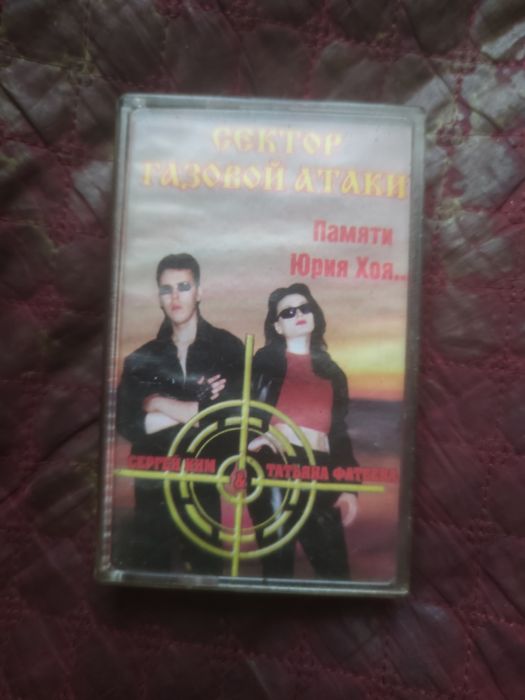 СЕКТОР
ГАЗОВОЙ АТАКИ
Памяти
Юрия Хоя...
СЕРГЕЙ КИМ & ТАТЬЯНА ФАТЕЕВА